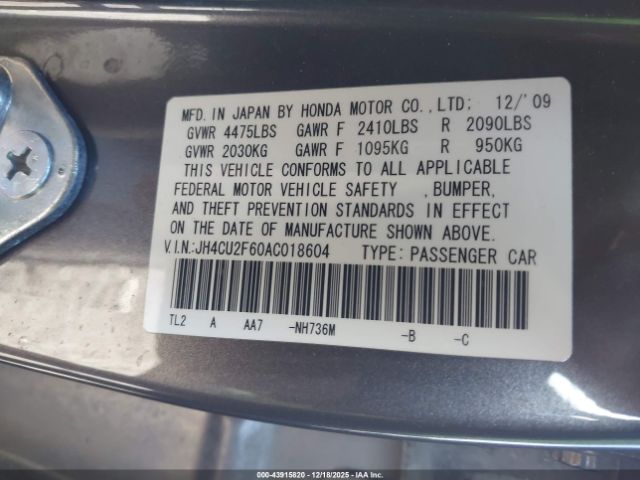 MFD. IN JAPAN BY HONDA MOTOR CO.,LTD: 12/'09
GVWR 4475LBS GAWR F 2410LBS R 2090LBS
GVWR 2030KG GAWR F 1095KG R 950KG
THIS VEHICLE CONFORMS TO ALL APPLICABLE
FEDERAL MOTOR VEHICLE SAFETY ,BUMPER,
AND THEFT PREVENTION STANDARDS IN EFFECT
ON THE DATE OF MANUFACTURE SHOWN ABOVE.
V.I.N.:JH4CU2F60AC018604 TYPE: PASSENGER CAR
TL2 A AA7 -NH736M -B -C
000-43915820 - 12/18/2025 - IAAI.COM